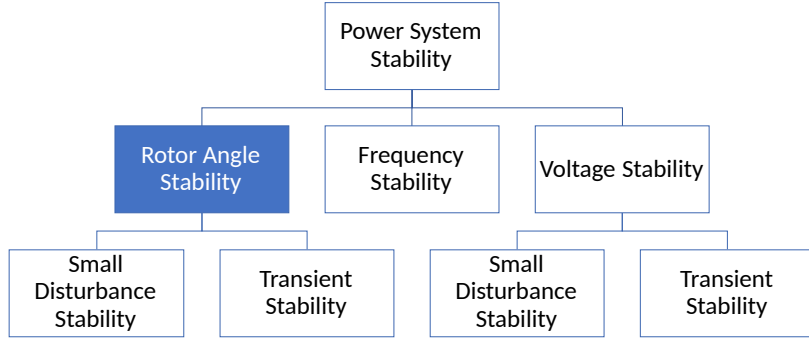 Power System
Stability
Rotor Angle
Stability
Frequency
Stability
Voltage Stability
Small
Disturbance
Stability
Transient
Stability
Small
Disturbance
Stability
Transient
Stability